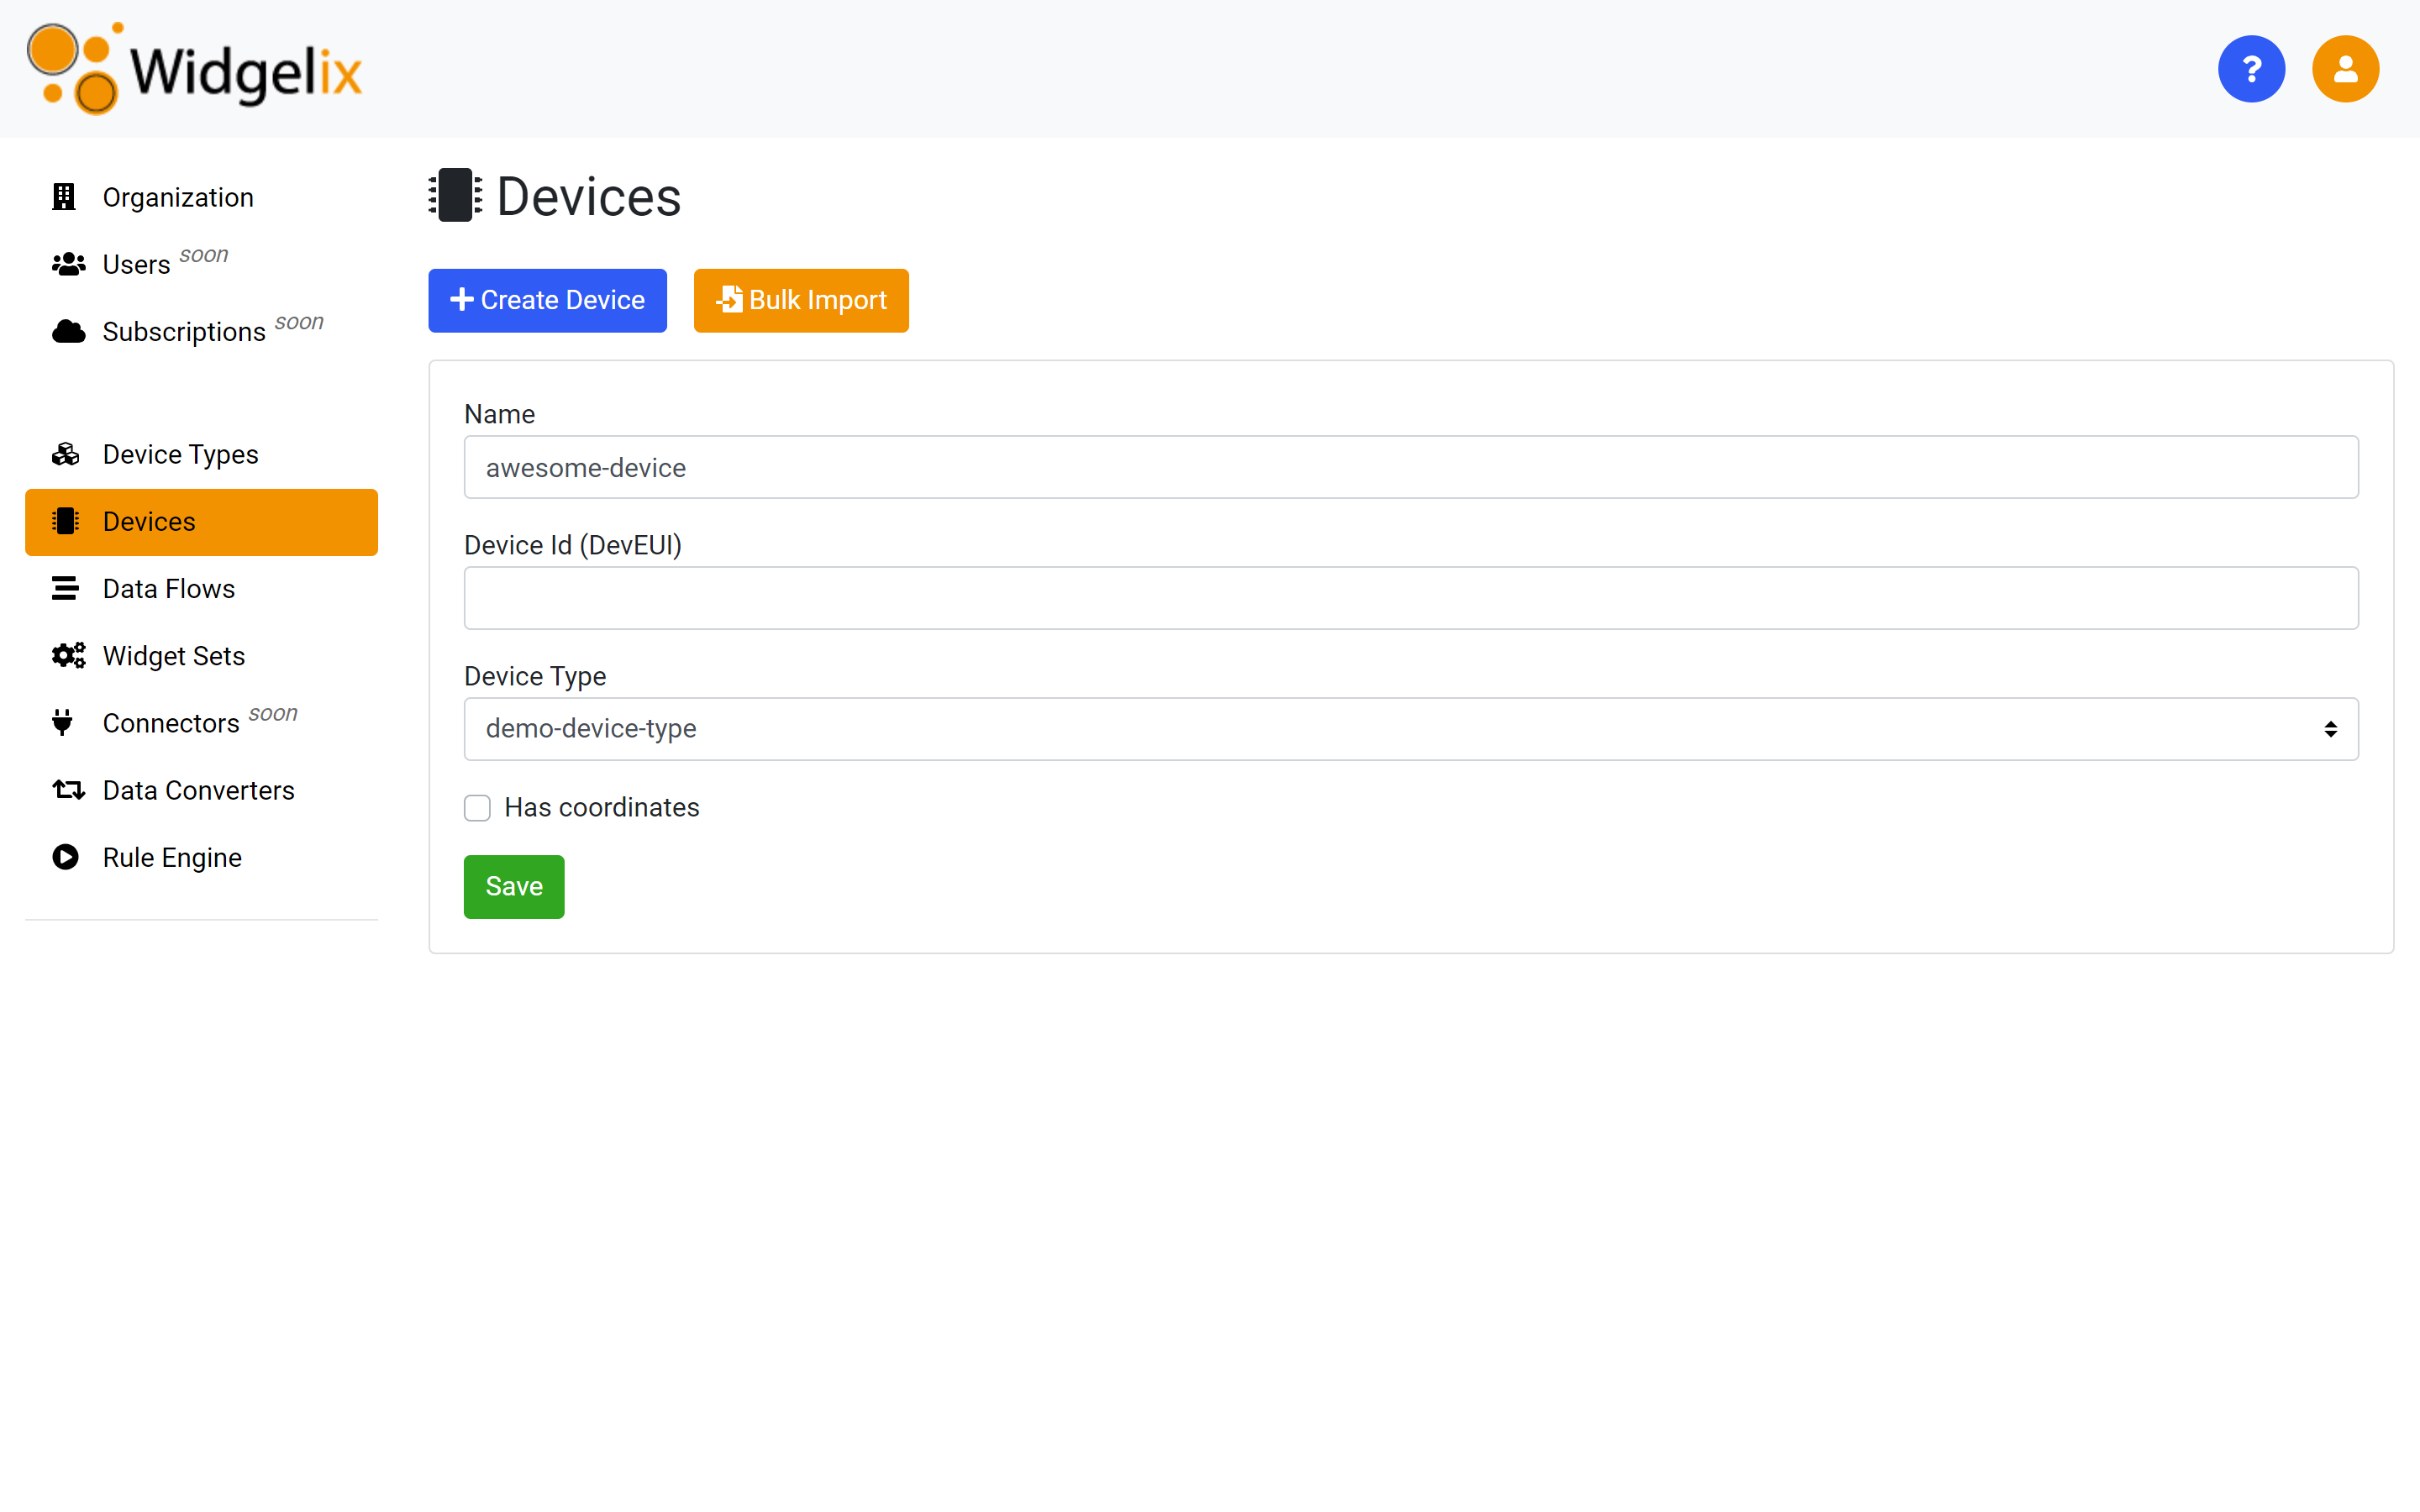 Widgelix
?
Organization
Users soon
Subscriptions soon
Device Types
Devices
Data Flows
Widget Sets
Connectors soon
Data Converters
Rule Engine
Devices
Create Device
Bulk Import
Name
awesome-device
Device Id (DevEUI)
Device Type
demo-device-type
Has coordinates
Save